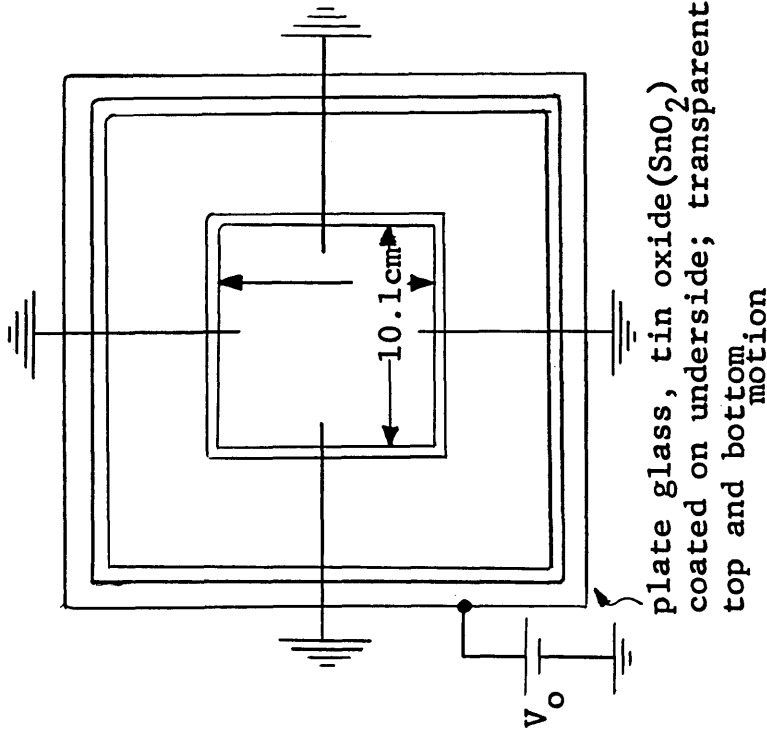 10.1cm
V₀
plate glass, tin oxide(SnO₂)
coated on underside; transparent
top and bottom
motion